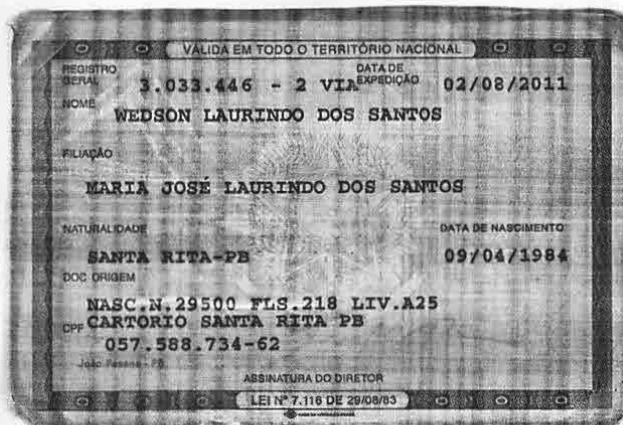 VÁLIDA EM TODO O TERRITÓRIO NACIONAL
REGISTRO GERAL 3.033.446 - 2 VIA DATA DE EXPEDIÇÃO 02/08/2011
NOME
WEDSON LAURINDO DOS SANTOS
FILIAÇÃO
MARIA JOSÉ LAURINDO DOS SANTOS
NATURALIDADE DATA DE NASCIMENTO
SANTA RITA-PB 09/04/1984
DOC ORIGEM
NASC.N.29500 FLS.218 LIV.A25
CARTORIO SANTA RITA PB
CPF
057.588.734-62
João Pessoa - PB
ASSINATURA DO DIRETOR
LEI Nº 7.116 DE 29/08/83